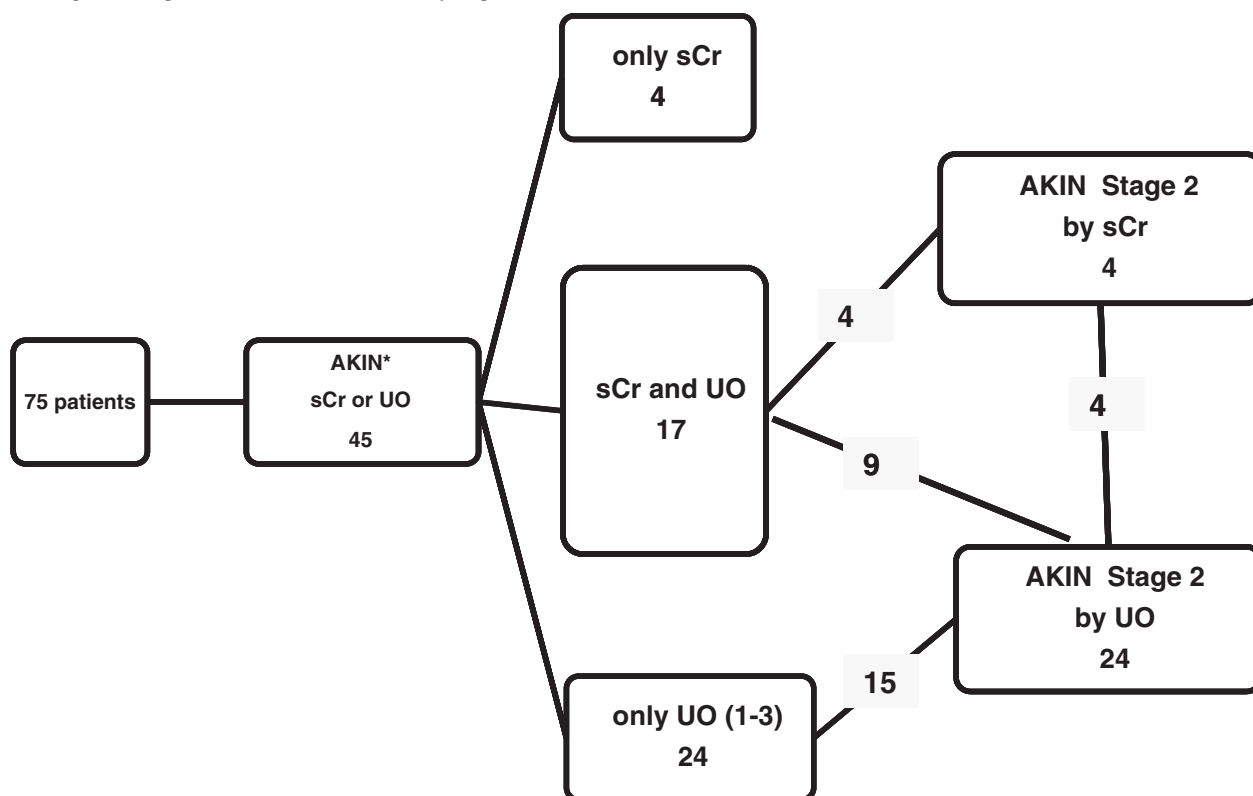 75 patients
AKIN*
sCr or UO
45
only sCr
4
sCr and UO
17
only UO (1-3)
24
4
9
15
AKIN Stage 2
by sCr
4
4
AKIN Stage 2
by UO
24